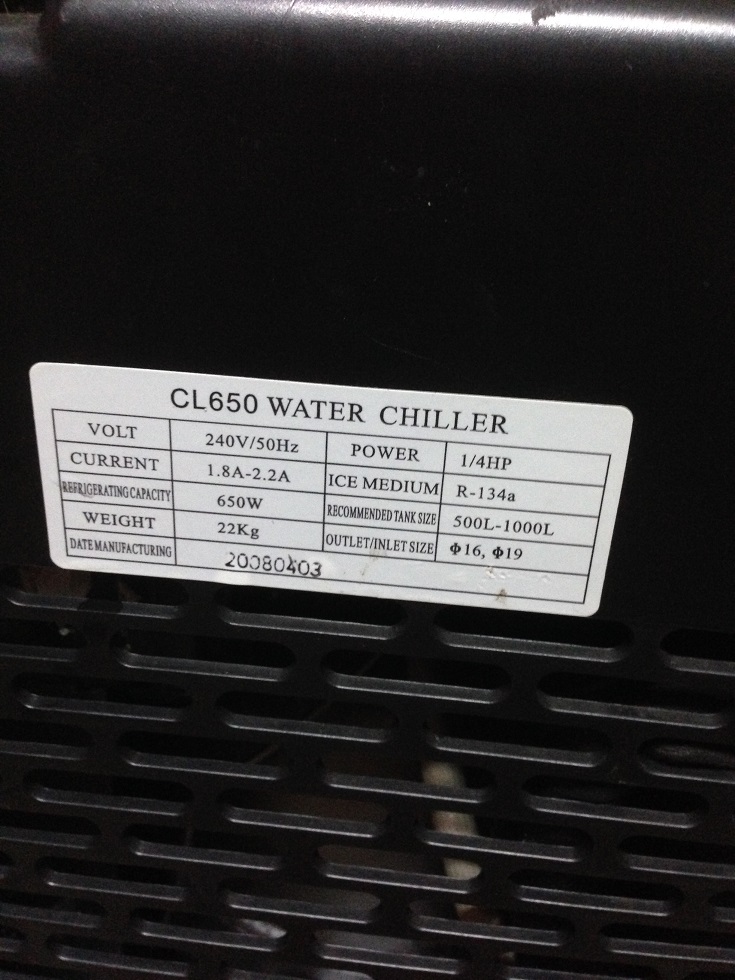 CL650 WATER CHILLER
VOLT 240V/50Hz POWER 1/4HP
CURRENT 1.8A-2.2A ICE MEDIUM R-134a
REFRIGERATING CAPACITY 650W RECOMMENDED TANK SIZE 500L-1000L
WEIGHT 22Kg OUTLET/INLET SIZE Φ16, Φ19
DATE MANUFACTURING 20080403